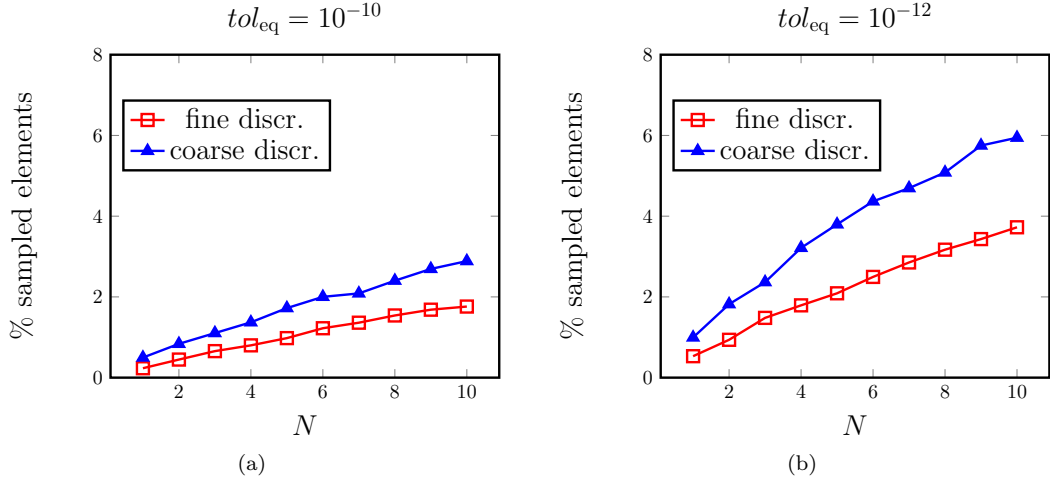 tol_eq = 10^−10
% sampled elements
8
6
4
2
0
fine discr.
coarse discr.
2 4 6 8 10
N
(a)
tol_eq = 10^−12
% sampled elements
8
6
4
2
0
fine discr.
coarse discr.
2 4 6 8 10
N
(b)